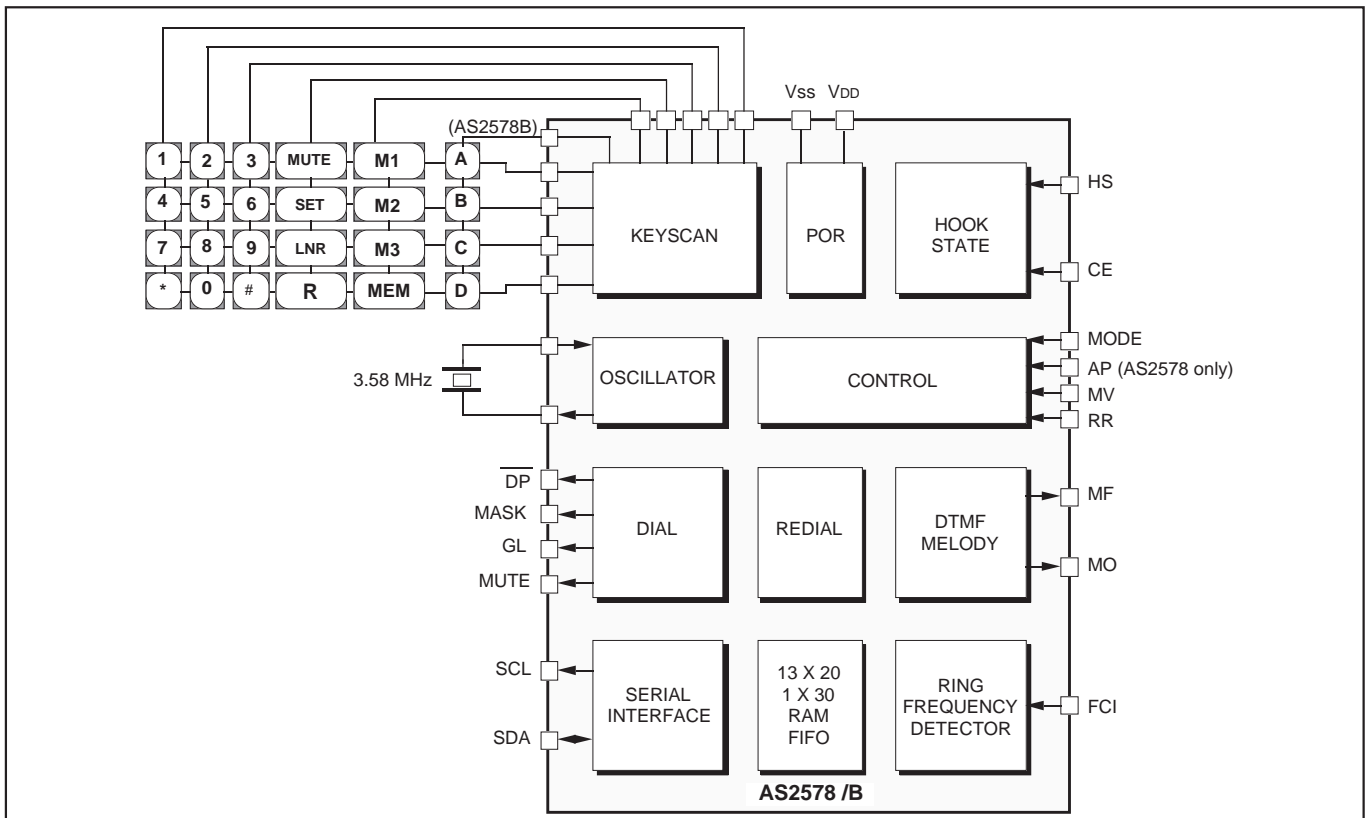 Vss VDD
(AS2578B)
1 2 3 MUTE M1 A
4 5 6 SET M2 B
7 8 9 LNR M3 C
* 0 # R MEM D
KEYSCAN
POR
HOOK
STATE
HS
CE
3.58 MHz
OSCILLATOR
CONTROL
MODE
AP (AS2578 only)
MV
RR
DP
MASK
GL
MUTE
DIAL
REDIAL
DTMF
MELODY
MF
MO
SCL
SDA
SERIAL
INTERFACE
13 X 20
1 X 30
RAM
FIFO
RING
FREQUENCY
DETECTOR
FCI
AS2578 /B